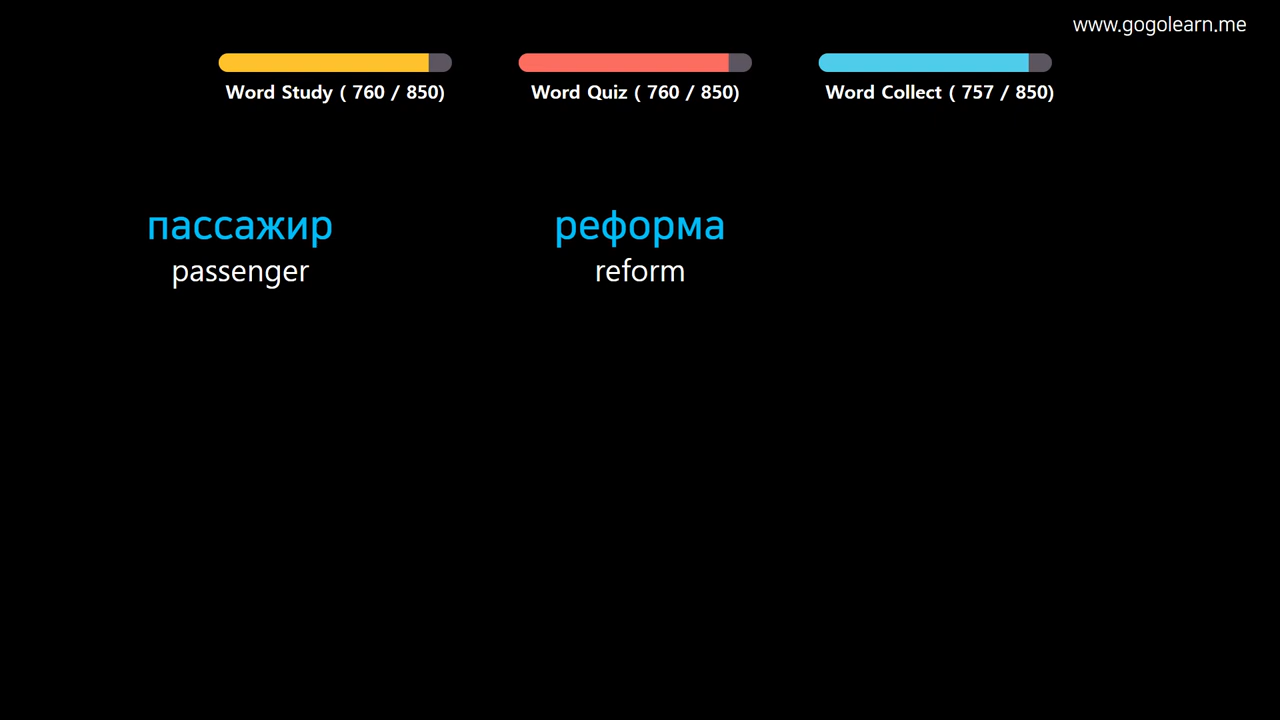 www.gogolearn.me
Word Study ( 760 / 850)
Word Quiz ( 760 / 850)
Word Collect ( 757 / 850)
пассажир
passenger
реформа
reform